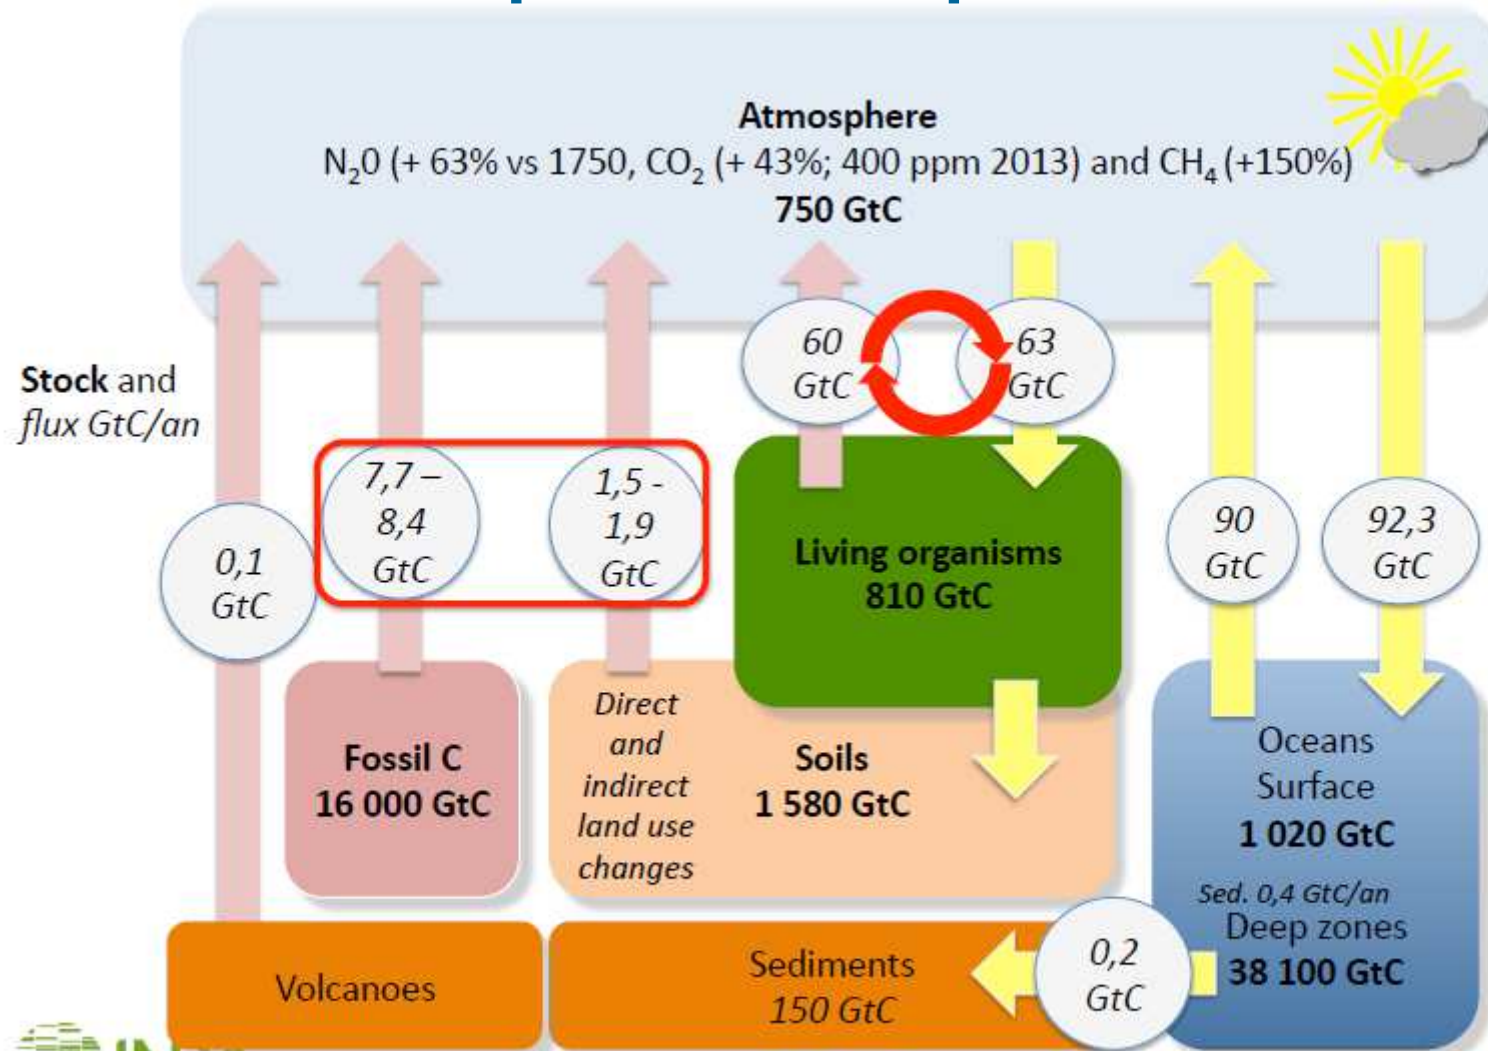 Atmosphere
N₂0 (+ 63% vs 1750, CO₂ (+ 43%; 400 ppm 2013) and CH₄ (+150%)
750 GtC
Stock and
flux GtC/an
0,1
GtC
7,7 –
8,4
GtC
1,5 -
1,9
GtC
60
GtC
63
GtC
90
GtC
92,3
GtC
Living organisms
810 GtC
Fossil C
16 000 GtC
Direct
and
indirect
land use
changes
Soils
1 580 GtC
Oceans
Surface
1 020 GtC
Sed. 0,4 GtC/an
Deep zones
38 100 GtC
Volcanoes
Sediments
150 GtC
0,2
GtC